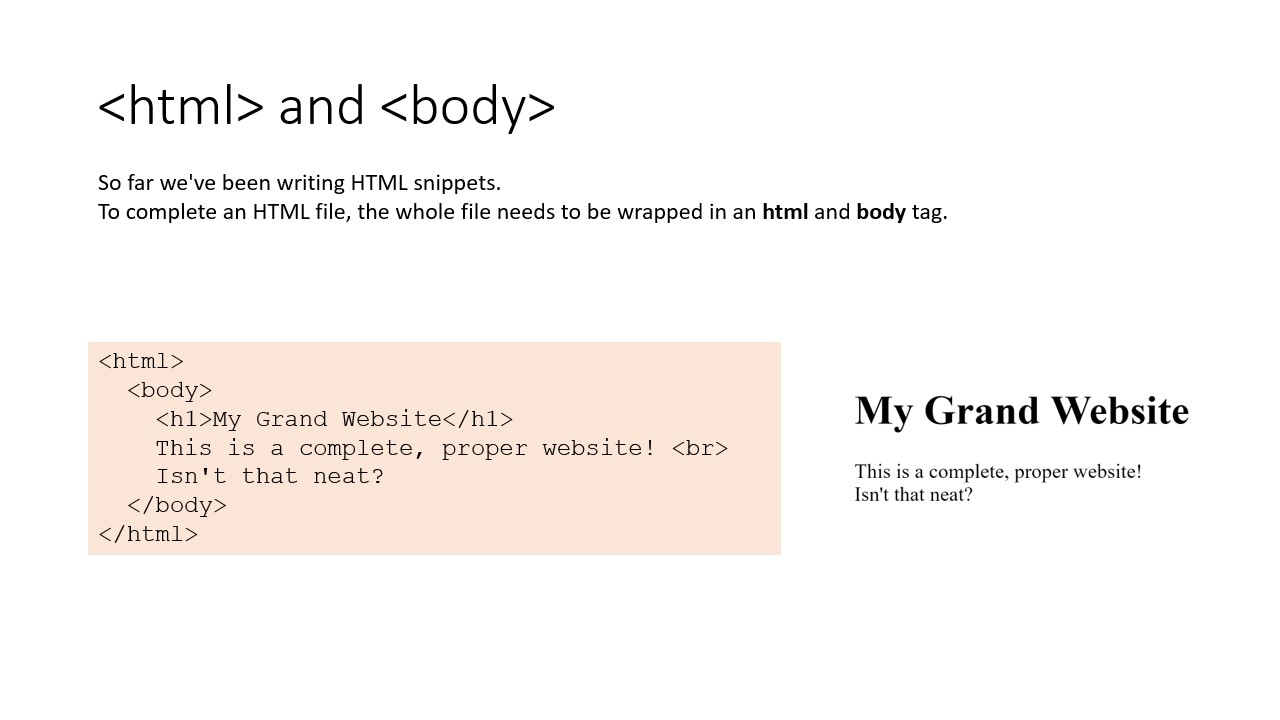 <html> and <body>
So far we've been writing HTML snippets.
To complete an HTML file, the whole file needs to be wrapped in an html and body tag.
<html>
<body>
<h1>My Grand Website</h1>
This is a complete, proper website! <br>
Isn't that neat?
</body>
</html>
My Grand Website
This is a complete, proper website!
Isn't that neat?